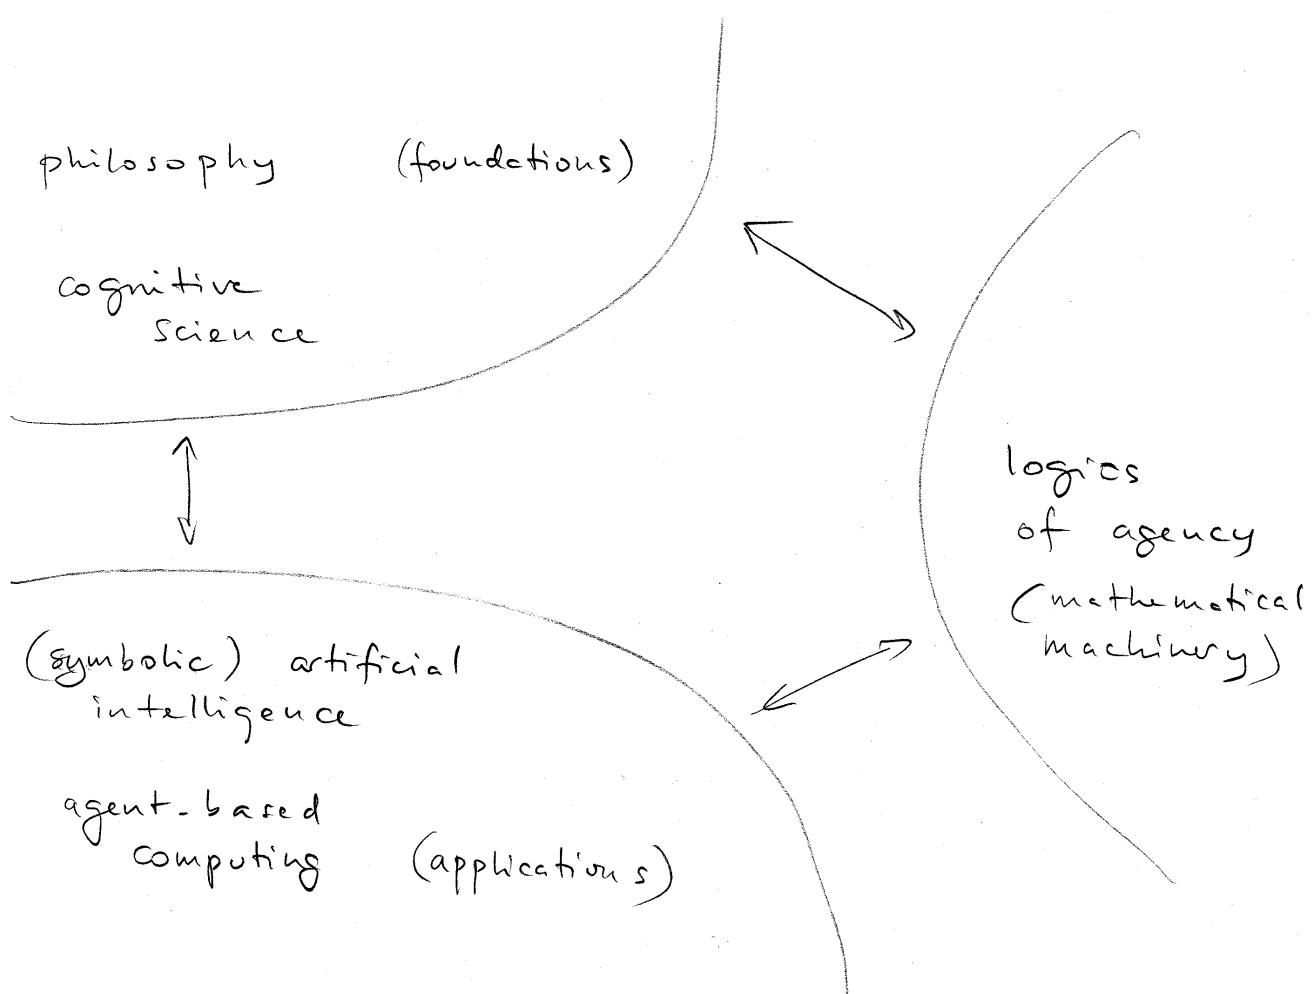 philosophy (foundations)
cognitive
science
logics
of agency
(mathematical
machinery)
(symbolic) artificial
intelligence
agent-based
computing (applications)